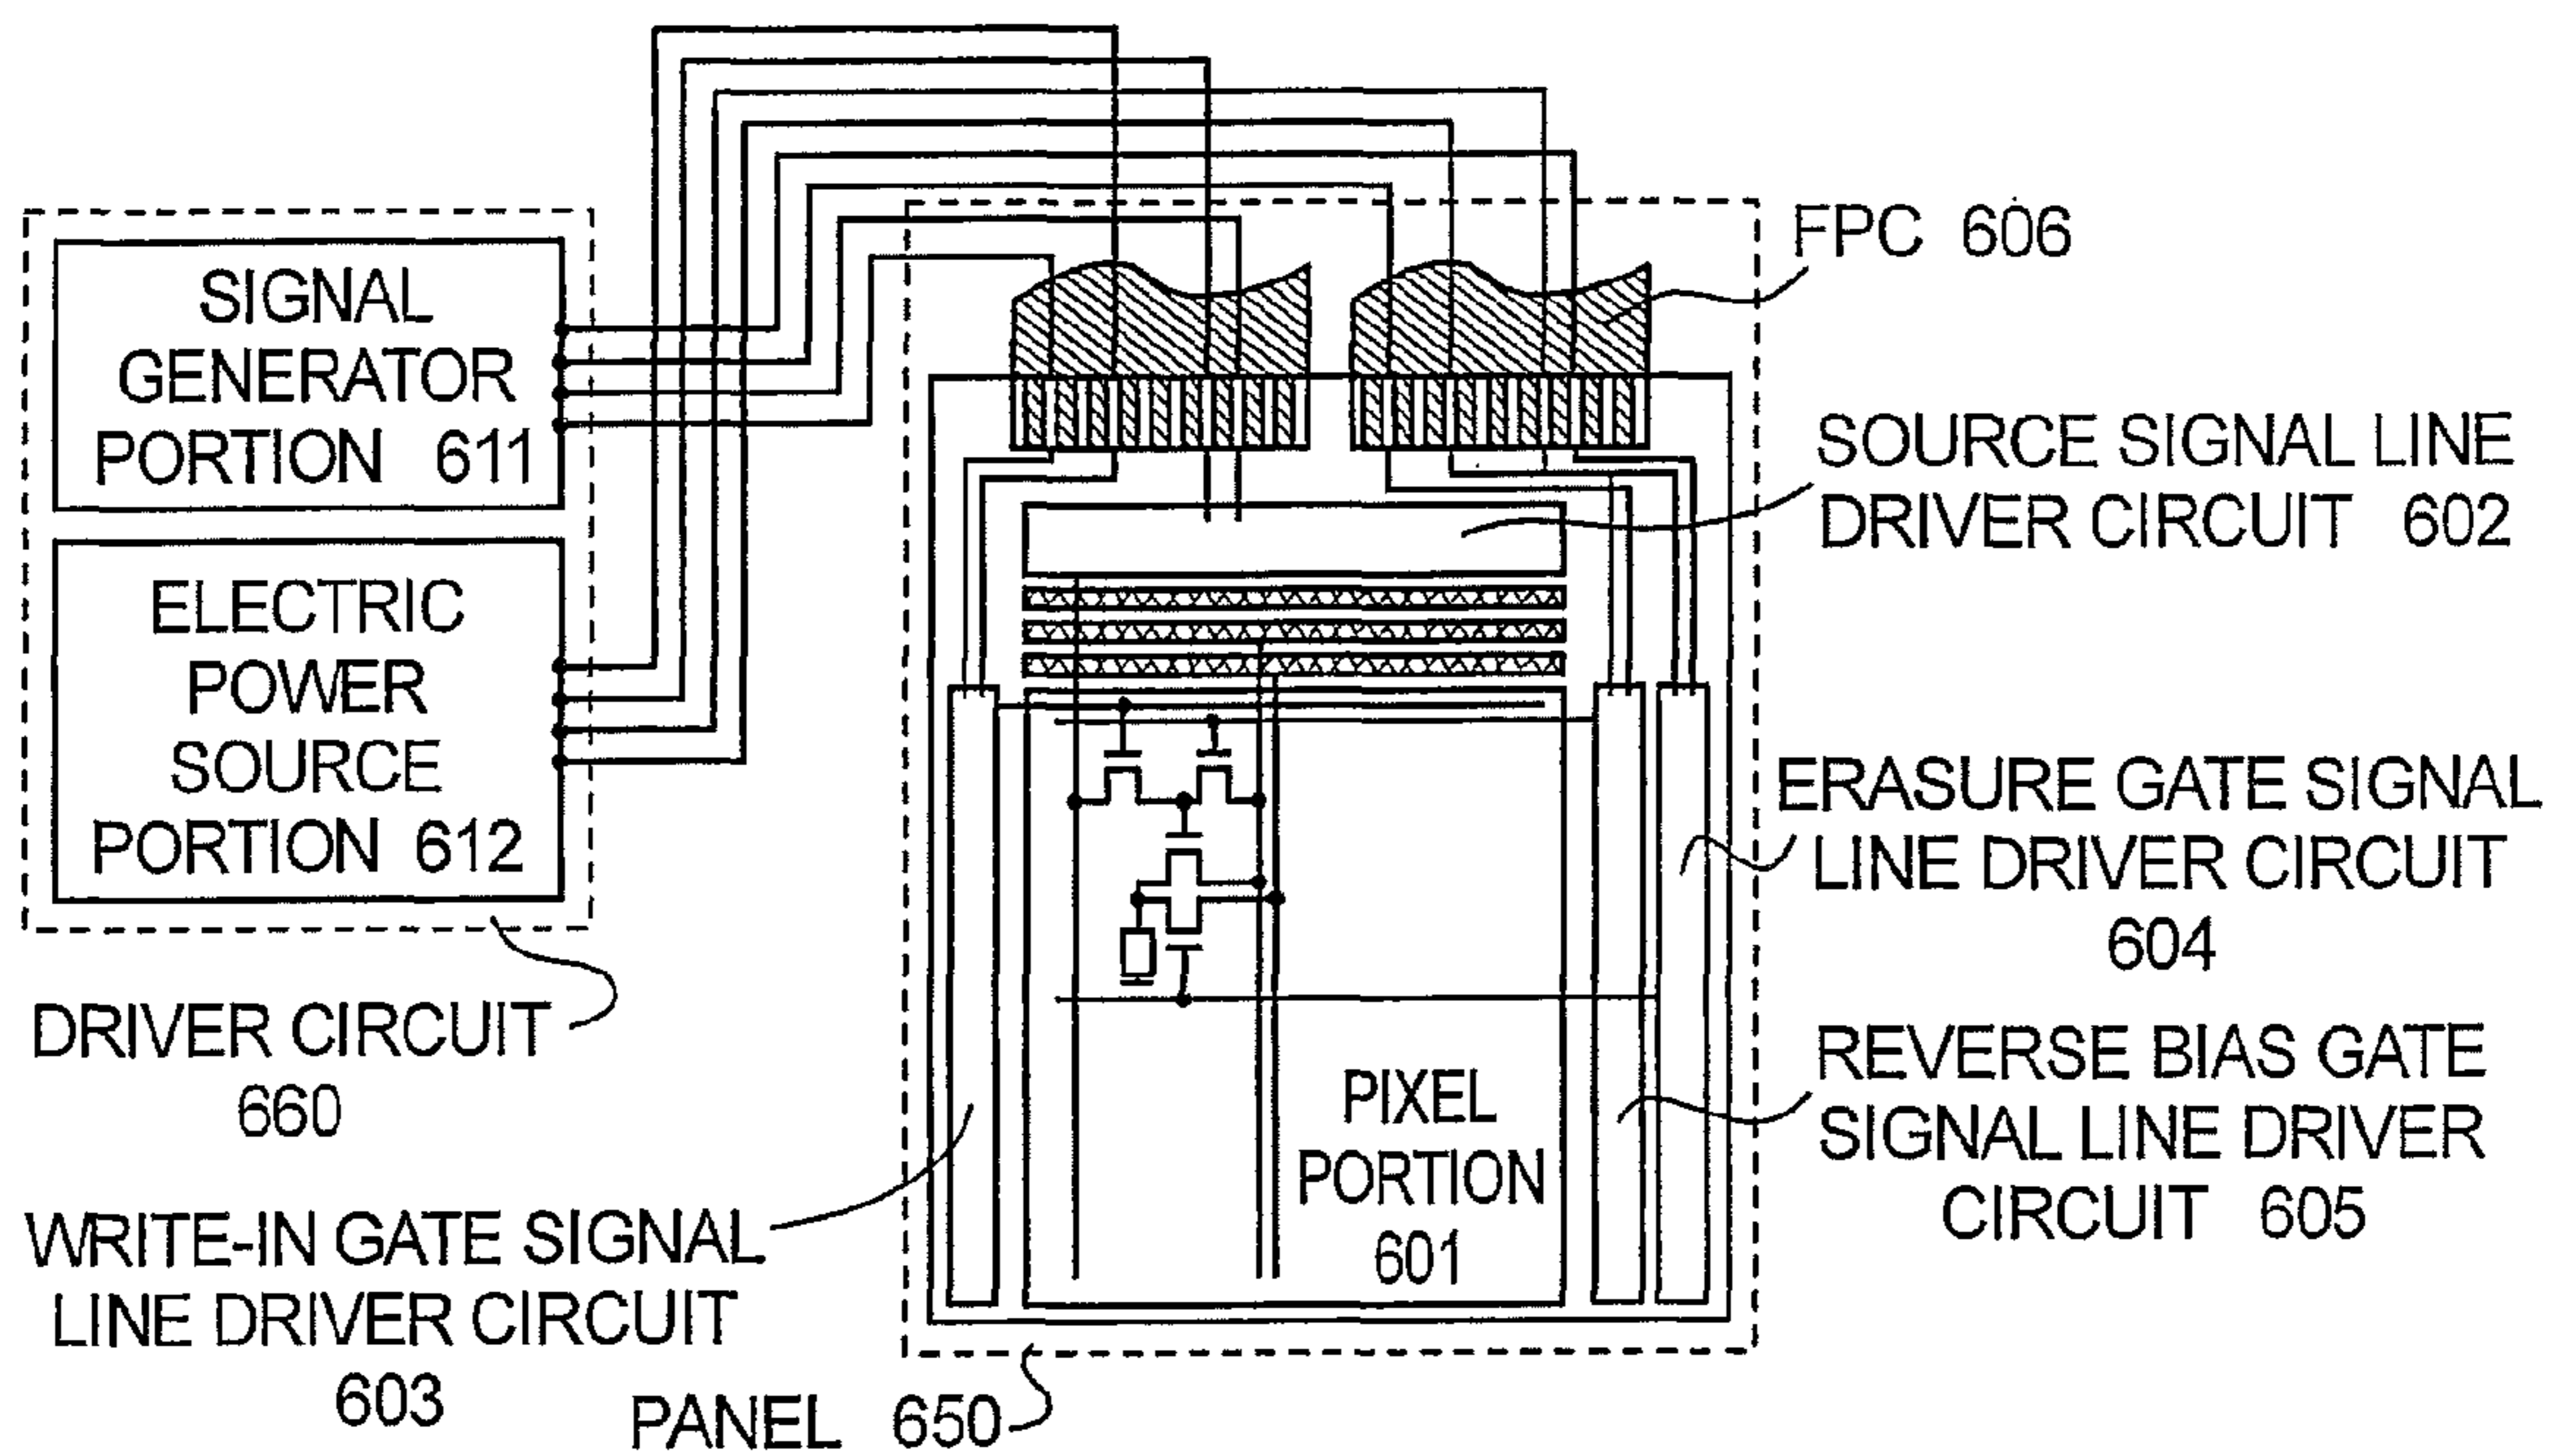 SIGNAL
GENERATOR
PORTION 611
ELECTRIC
POWER
SOURCE
PORTION 612
DRIVER CIRCUIT
660
WRITE-IN GATE SIGNAL
LINE DRIVER CIRCUIT
603
PANEL 650
FPC 606
SOURCE SIGNAL LINE
DRIVER CIRCUIT 602
ERASURE GATE SIGNAL
LINE DRIVER CIRCUIT
604
REVERSE BIAS GATE
SIGNAL LINE DRIVER
CIRCUIT 605
PIXEL
PORTION
601